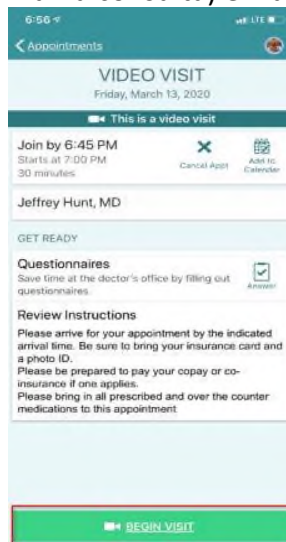 6:56
LTE
Appointments
VIDEO VISIT
Friday, March 13, 2020
This is a video visit
Join by 6:45 PM
Starts at 7:00 PM
30 minutes
Cancel Appt
Add to
Calendar
Jeffrey Hunt, MD
GET READY
Questionnaires
Save time at the doctor's office by filling out
questionnaires.
Answer
Review Instructions
Please arrive for your appointment by the indicated
arrival time. Be sure to bring your insurance card and
a photo ID.
Please be prepared to pay your copay or co-
insurance if one applies.
Please bring in all prescribed and over the counter
medications to this appointment
BEGIN VISIT